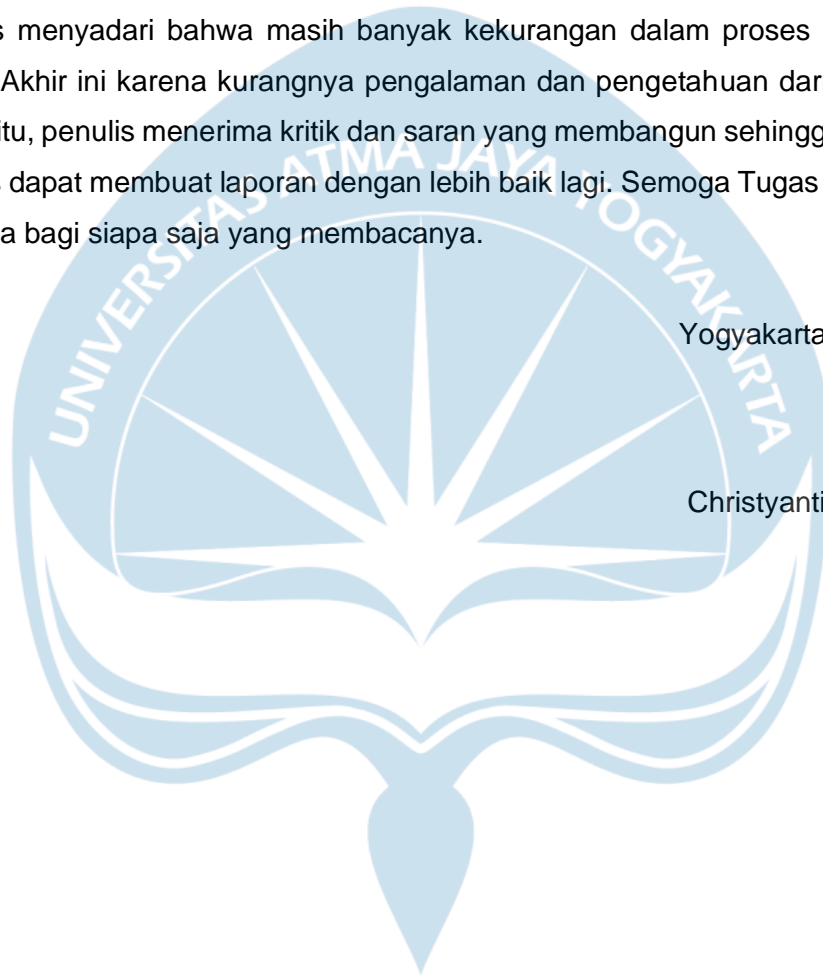 s menyadari bahwa masih banyak kekurangan dalam proses
Akhir ini karena kurangnya pengalaman dan pengetahuan dar
itu, penulis menerima kritik dan saran yang membangun sehingg
s dapat membuat laporan dengan lebih baik lagi. Semoga Tugas
a bagi siapa saja yang membacanya.
UNIVERSITAS ATMA JAYA YOGYAKARTA
Yogyakarta
Christyanti